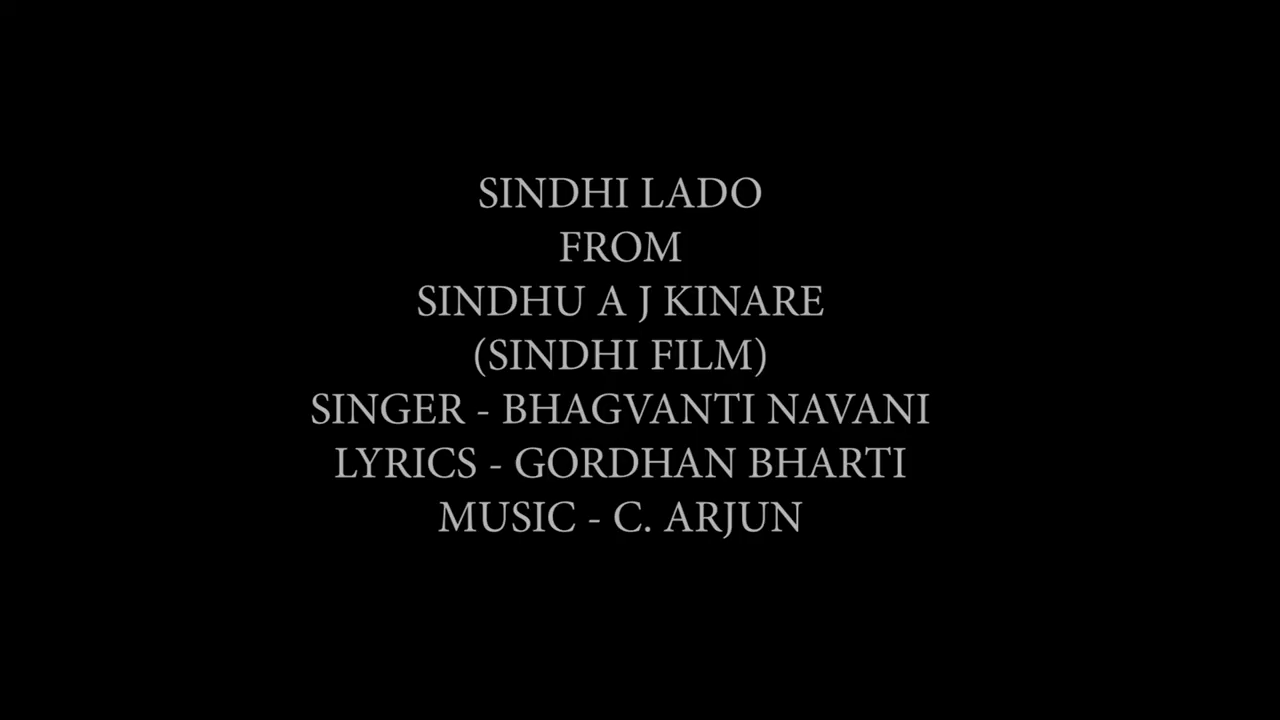 SINDHI LADO
FROM
SINDHU A J KINARE
(SINDHI FILM)
SINGER - BHAGVANTI NAVANI
LYRICS - GORDHAN BHARTI
MUSIC - C. ARJUN